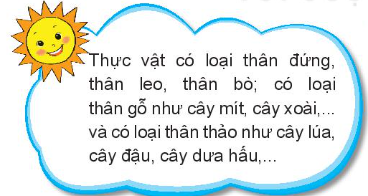 Thực vật có loại thân đứng,
thân leo, thân bò; có loại
thân gỗ như cây mít, cây xoài,...
và có loại thân thảo như cây lúa,
cây đậu, cây dưa hấu,...